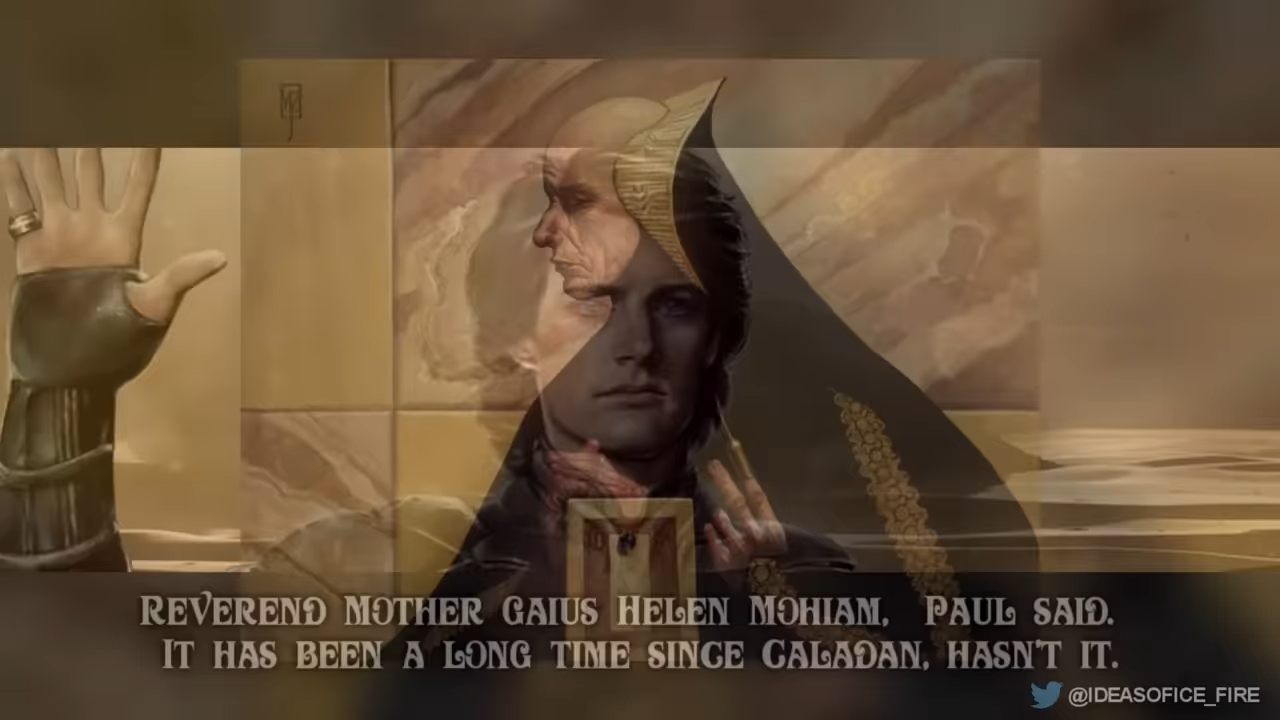 REVEREND MOTHER GAIUS HELEN MOHIAM, PAUL SAID.
IT HAS BEEN A LONG TIME SINCE CALADAN, HASN'T IT.
@IDEASOFICE_FIRE